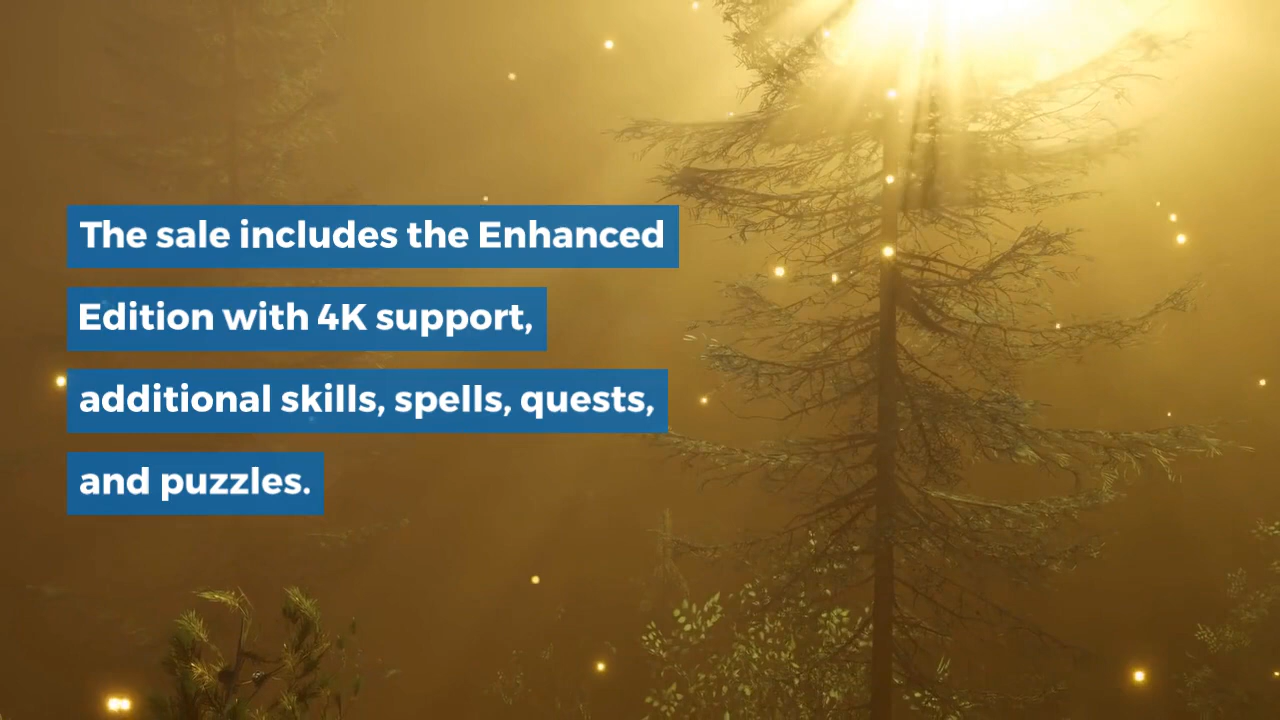 The sale includes the Enhanced
Edition with 4K support,
additional skills, spells, quests,
and puzzles.